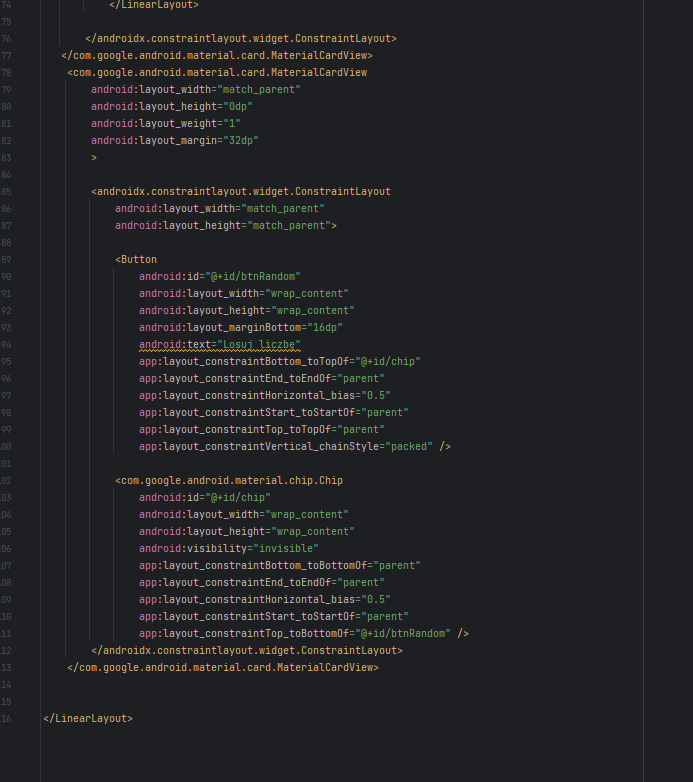 74 </LinearLayout>
75
76 </androidx.constraintlayout.widget.ConstraintLayout>
77 </com.google.android.material.card.MaterialCardView>
78 <com.google.android.material.card.MaterialCardView
79 android:layout_width="match_parent"
80 android:layout_height="0dp"
81 android:layout_weight="1"
82 android:layout_margin="32dp"
83 >
84
85 <androidx.constraintlayout.widget.ConstraintLayout
86 android:layout_width="match_parent"
87 android:layout_height="match_parent">
88
89 <Button
90 android:id="@+id/btnRandom"
91 android:layout_width="wrap_content"
92 android:layout_height="wrap_content"
93 android:layout_marginBottom="16dp"
94 android:text="Losuj liczbę"
95 app:layout_constraintBottom_toTopOf="@+id/chip"
96 app:layout_constraintEnd_toEndOf="parent"
97 app:layout_constraintHorizontal_bias="0.5"
98 app:layout_constraintStart_toStartOf="parent"
99 app:layout_constraintTop_toTopOf="parent"
00 app:layout_constraintVertical_chainStyle="packed" />
01
02 <com.google.android.material.chip.Chip
03 android:id="@+id/chip"
04 android:layout_width="wrap_content"
05 android:layout_height="wrap_content"
06 android:visibility="invisible"
07 app:layout_constraintBottom_toBottomOf="parent"
08 app:layout_constraintEnd_toEndOf="parent"
09 app:layout_constraintHorizontal_bias="0.5"
10 app:layout_constraintStart_toStartOf="parent"
11 app:layout_constraintTop_toBottomOf="@+id/btnRandom" />
12 </androidx.constraintlayout.widget.ConstraintLayout>
13 </com.google.android.material.card.MaterialCardView>
14
15
16 </LinearLayout>